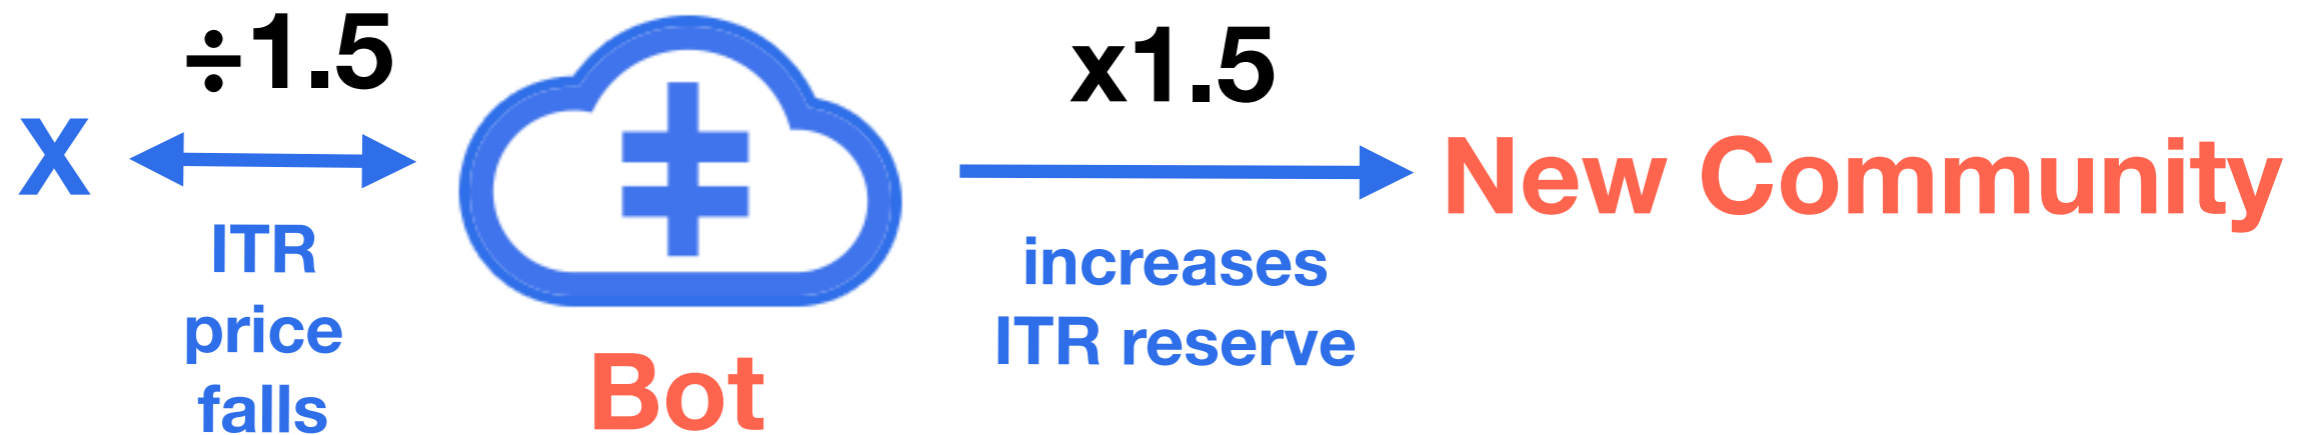 ÷1.5
x1.5
X
New Community
ITR
price
falls
increases
ITR reserve
Bot